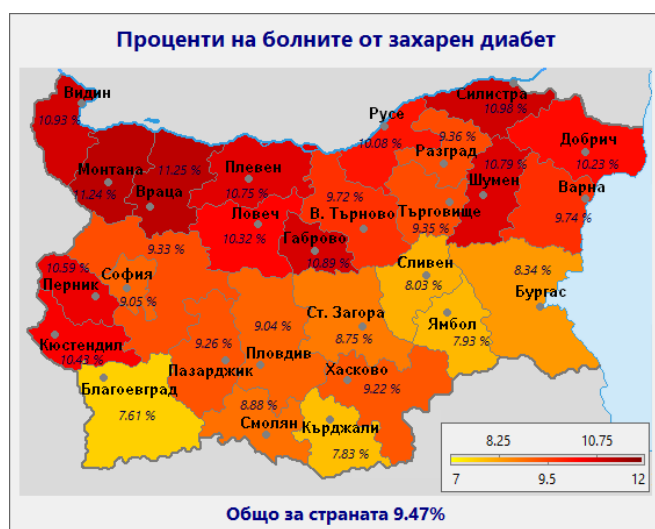 Проценти на болните от захарен диабет
Видин
10.93 %
Силистра
10.98 %
Русе
10.08 %
9.36 %
Разград
Добрич
10.23 %
Монтана
11.24 %
11.25 %
Враца
Плевен
10.75 %
10.79 %
Шумен
Варна
9.74 %
Ловеч
10.32 %
9.72 %
В. Търново
Търговище
9.35 %
Габрово
10.89 %
9.33 %
София
9.05 %
10.59 %
Перник
Сливен
8.03 %
8.34 %
Бургас
Ст. Загора
8.75 %
Ямбол
7.93 %
Кюстендил
10.43 %
9.26 %
Пазарджик
9.04 %
Пловдив
Хасково
9.22 %
Благоевград
7.61 %
8.88 %
Смолян
Кърджали
7.83 %
8.25 10.75
7 9.5 12
Общо за страната 9.47%